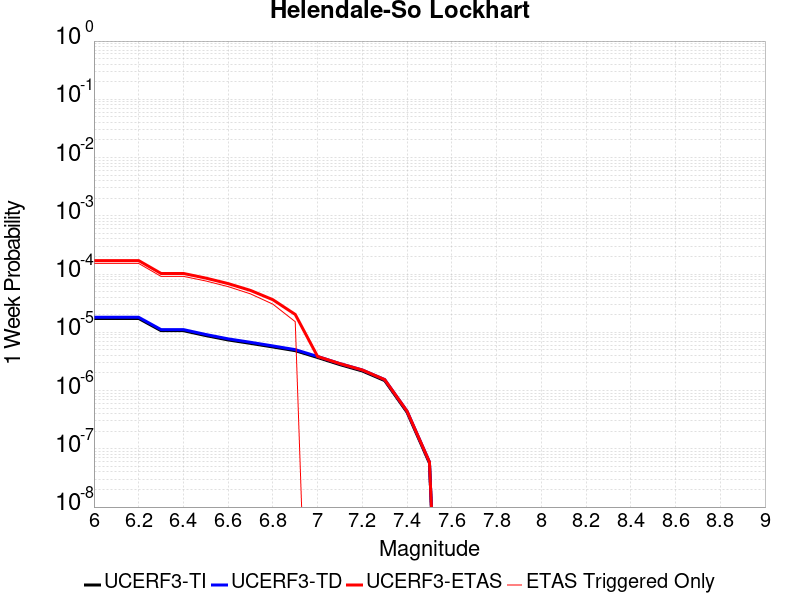 Helendale-So Lockhart
10^0
10^-1
10^-2
10^-3
10^-4
10^-5
10^-6
10^-7
10^-8
1 Week Probability
6 6.2 6.4 6.6 6.8 7 7.2 7.4 7.6 7.8 8 8.2 8.4 8.6 8.8 9
Magnitude
UCERF3-TI UCERF3-TD UCERF3-ETAS ETAS Triggered Only